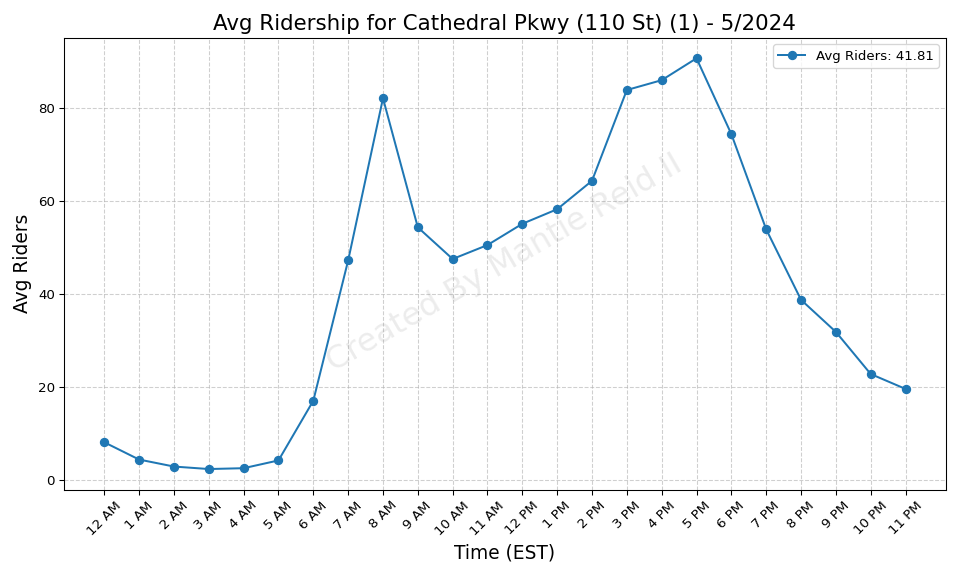 Avg Ridership for Cathedral Pkwy (110 St) (1) - 5/2024
Avg Riders: 41.81
Avg Riders
80
60
40
20
0
Created By Mantie Reid II
12 AM
1 AM
2 AM
3 AM
4 AM
5 AM
6 AM
7 AM
8 AM
9 AM
10 AM
11 AM
12 PM
1 PM
2 PM
3 PM
4 PM
5 PM
6 PM
7 PM
8 PM
9 PM
10 PM
11 PM
Time (EST)